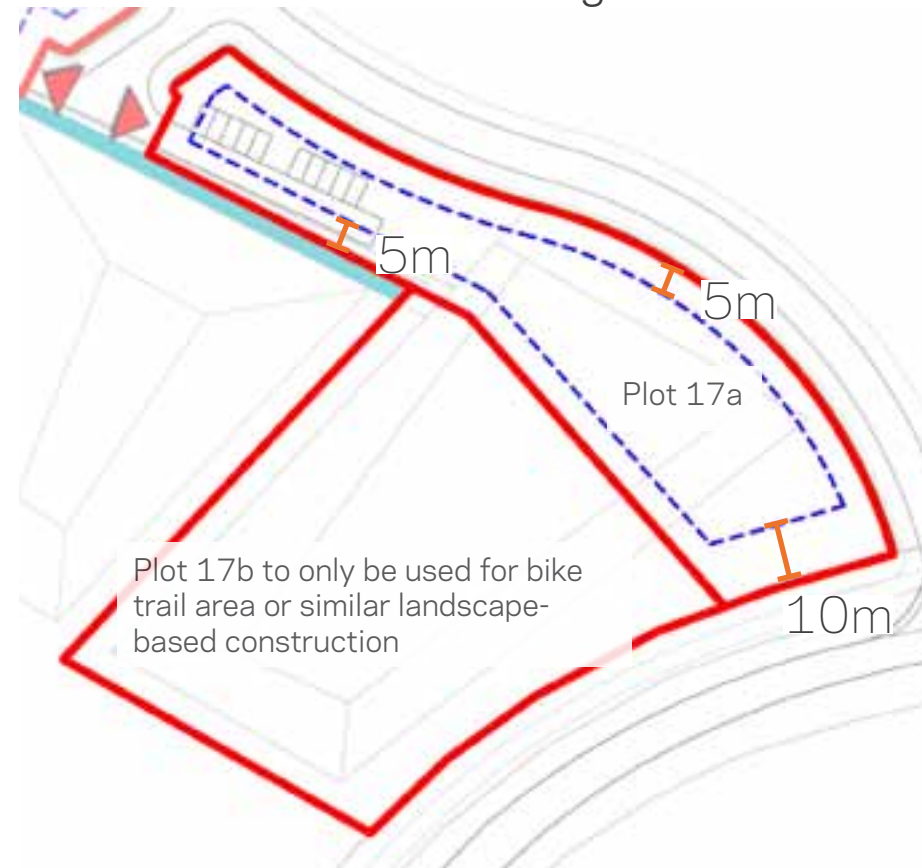 5m
5m
Plot 17a
Plot 17b to only be used for bike
trail area or similar landscape-
based construction
10m